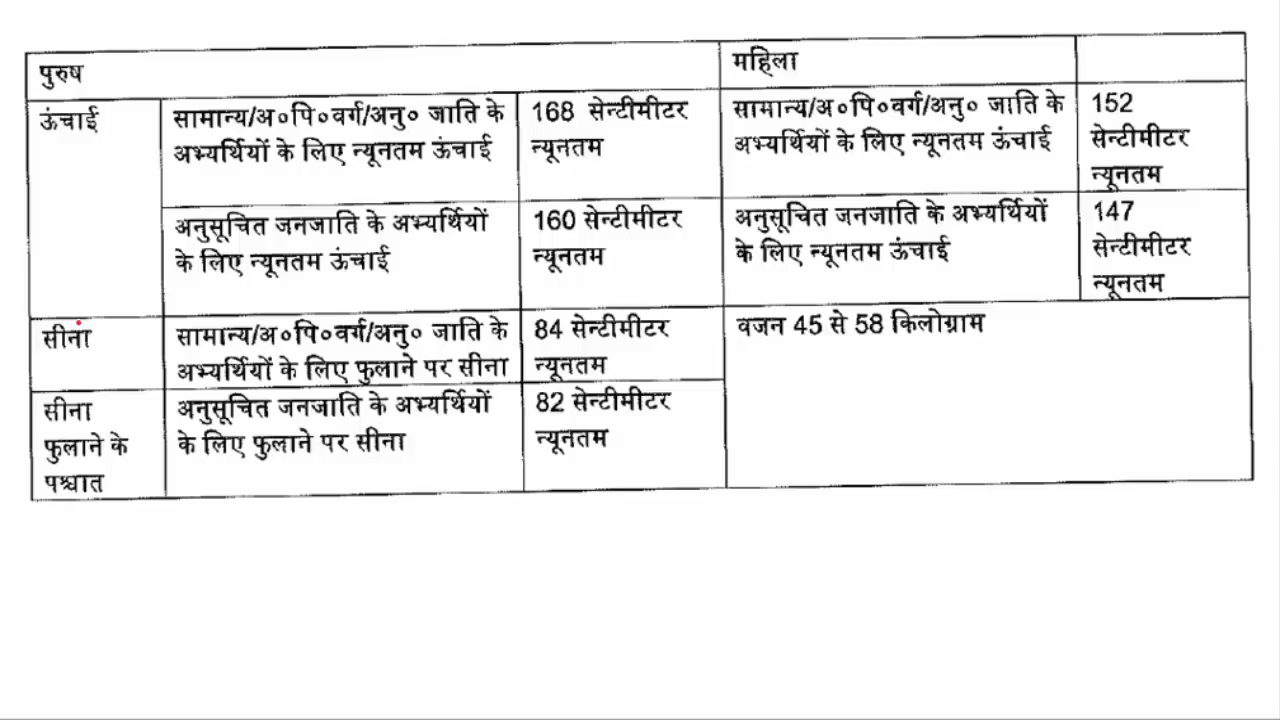 पुरुष
महिला
ऊंचाई
सामान्य/अ०पि०वर्ग/अनु० जाति के
अभ्यर्थियों के लिए न्यूनतम ऊंचाई
168 सेन्टीमीटर
न्यूनतम
सामान्य/अ०पि०वर्ग/अनु० जाति के
अभ्यर्थियों के लिए न्यूनतम ऊंचाई
152
सेन्टीमीटर
न्यूनतम
अनुसूचित जनजाति के अभ्यर्थियों
के लिए न्यूनतम ऊंचाई
160 सेन्टीमीटर
न्यूनतम
अनुसूचित जनजाति के अभ्यर्थियों
के लिए न्यूनतम ऊंचाई
147
सेन्टीमीटर
न्यूनतम
सीना
सामान्य/अ०पि०वर्ग/अनु० जाति के
अभ्यर्थियों के लिए फुलाने पर सीना
84 सेन्टीमीटर
न्यूनतम
वजन 45 से 58 किलोग्राम
सीना
फुलाने के
पश्चात
अनुसूचित जनजाति के अभ्यर्थियों
के लिए फुलाने पर सीना
82 सेन्टीमीटर
न्यूनतम